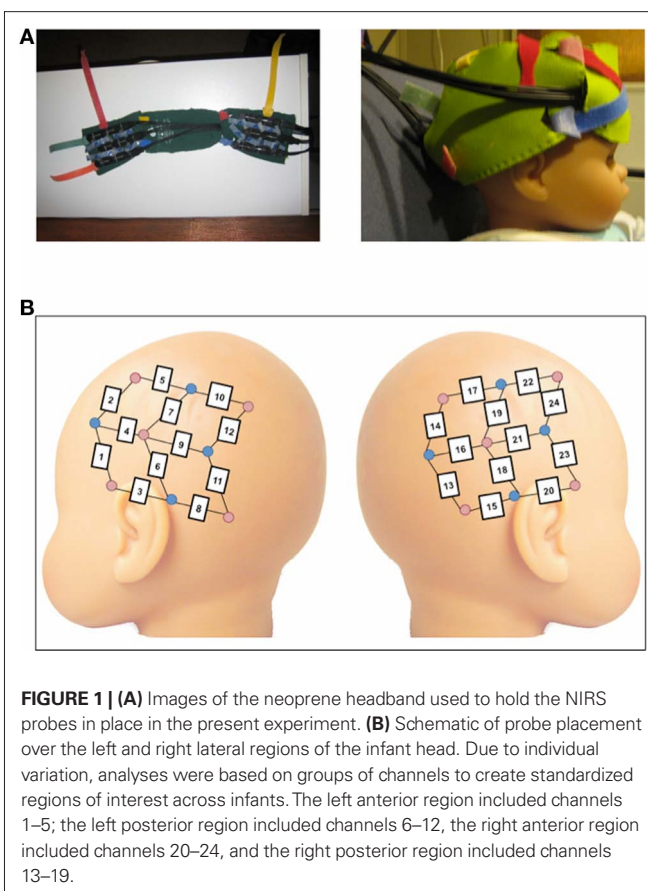 A
B
5
2
10
7
4
12
9
1
6
11
3
8
17
22
24
19
14
21
16
23
18
13
20
15
FIGURE 1 | (A) Images of the neoprene headband used to hold the NIRS
probes in place in the present experiment. (B) Schematic of probe placement
over the left and right lateral regions of the infant head. Due to individual
variation, analyses were based on groups of channels to create standardized
regions of interest across infants. The left anterior region included channels
1–5; the left posterior region included channels 6–12, the right anterior region
included channels 20–24, and the right posterior region included channels
13–19.